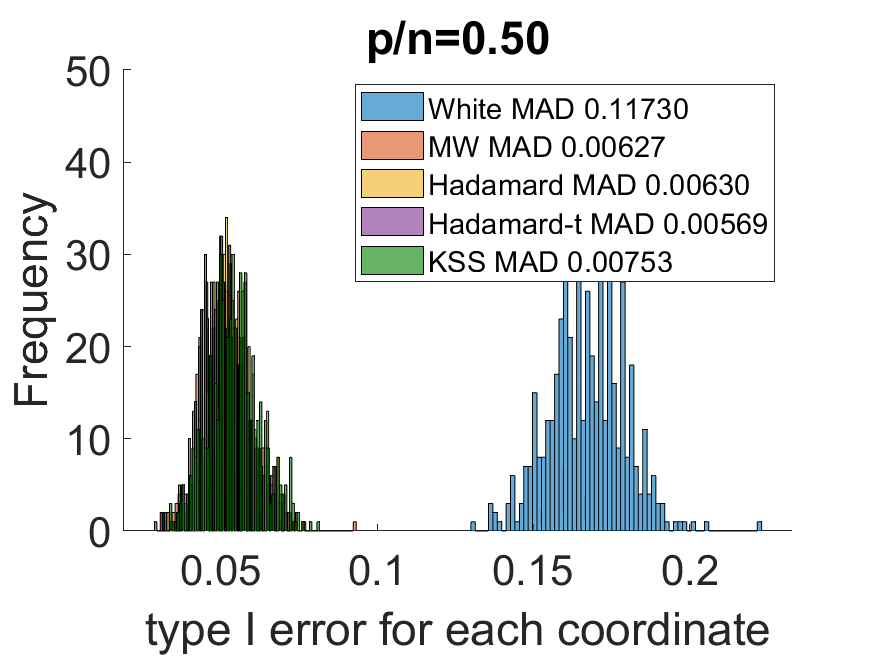 p/n=0.50
50
40
30
20
10
0
Frequency
White MAD 0.11730
MW MAD 0.00627
Hadamard MAD 0.00630
Hadamard-t MAD 0.00569
KSS MAD 0.00753
0.05 0.1 0.15 0.2
type I error for each coordinate